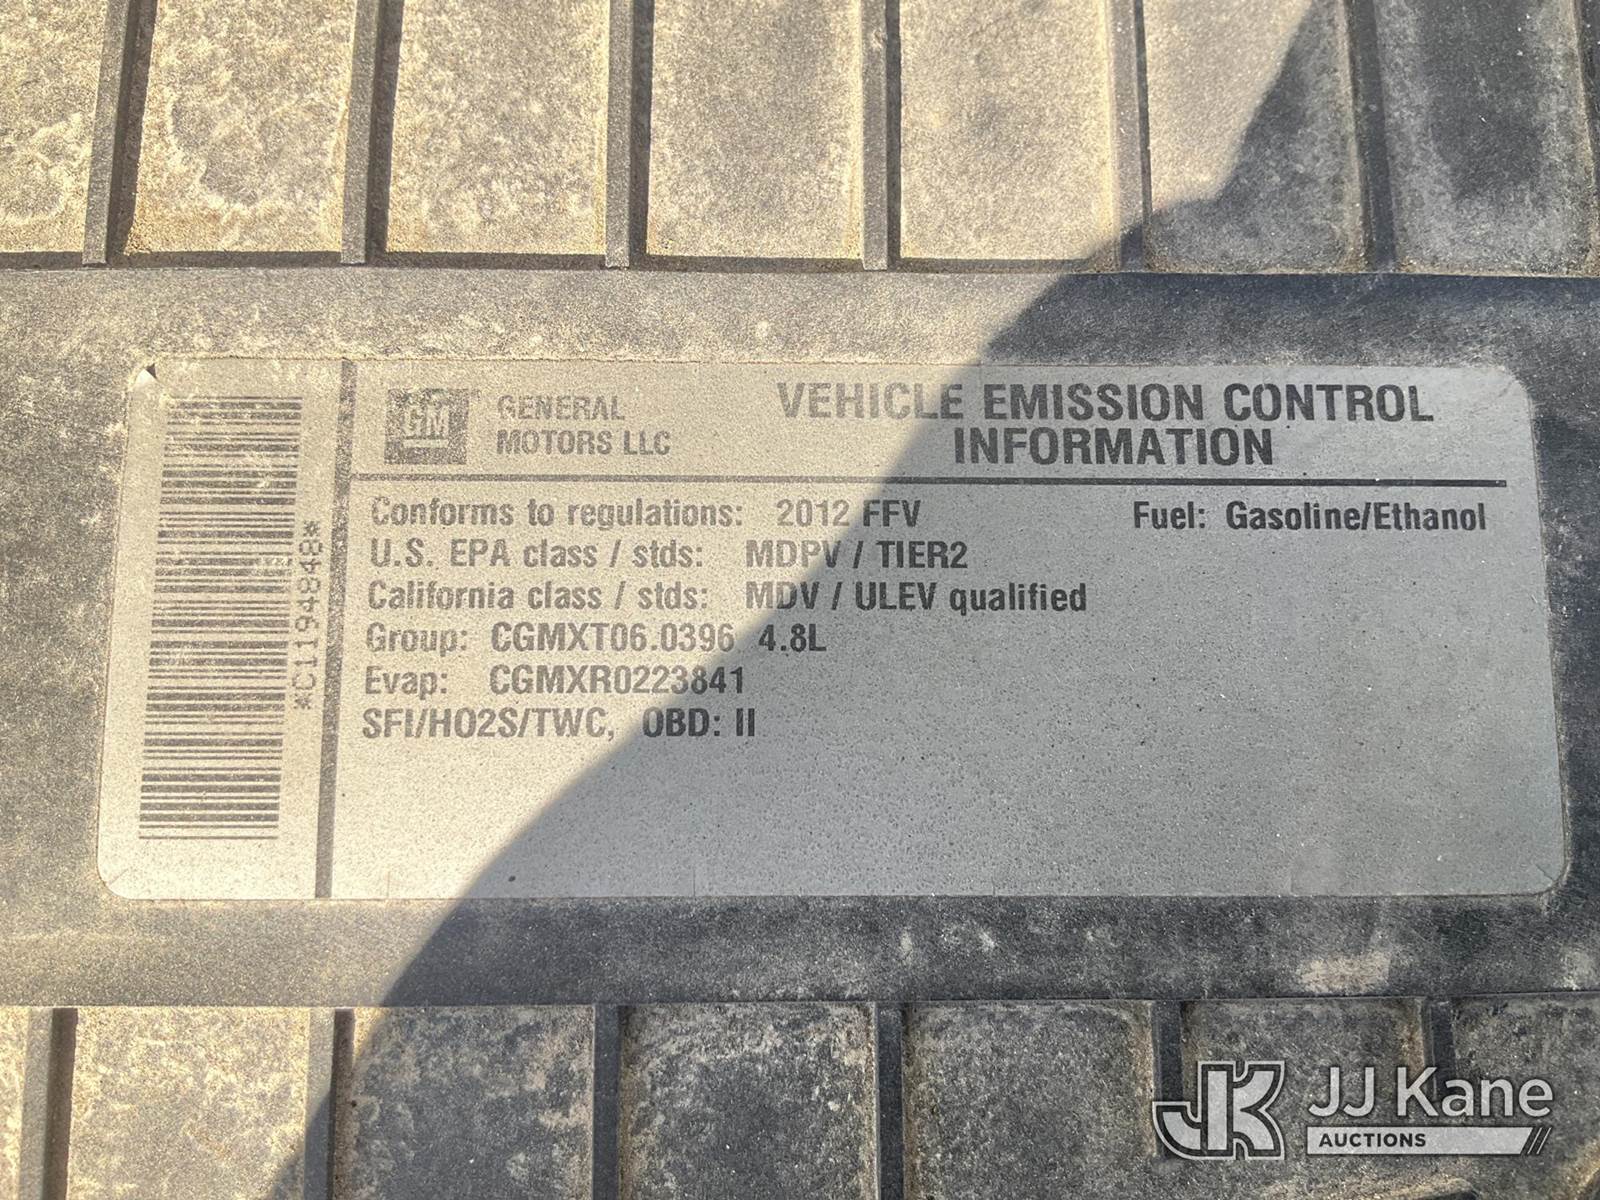 *C1194848*
GM
GENERAL
MOTORS LLC
VEHICLE EMISSION CONTROL
INFORMATION
Conforms to regulations: 2012 FFV Fuel: Gasoline/Ethanol
U.S. EPA class / stds: MDPV / TIER2
California class / stds: MDV / ULEV qualified
Group: CGMXT06.0396 4.8L
Evap: CGMXR0223841
SFI/HO2S/TWC, OBD: II
JK
JJ Kane
AUCTIONS